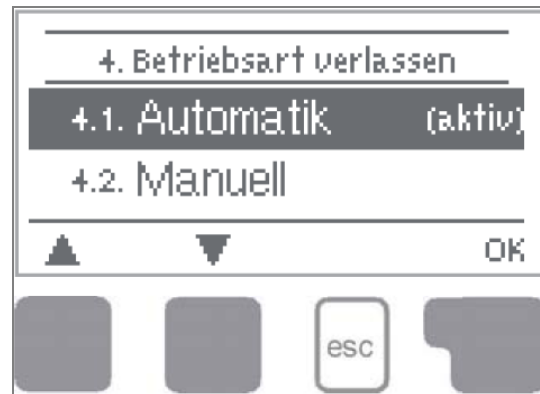 4. Betriebsart verlassen
4.1. Automatik (aktiv)
4.2. Manuell
OK
esc